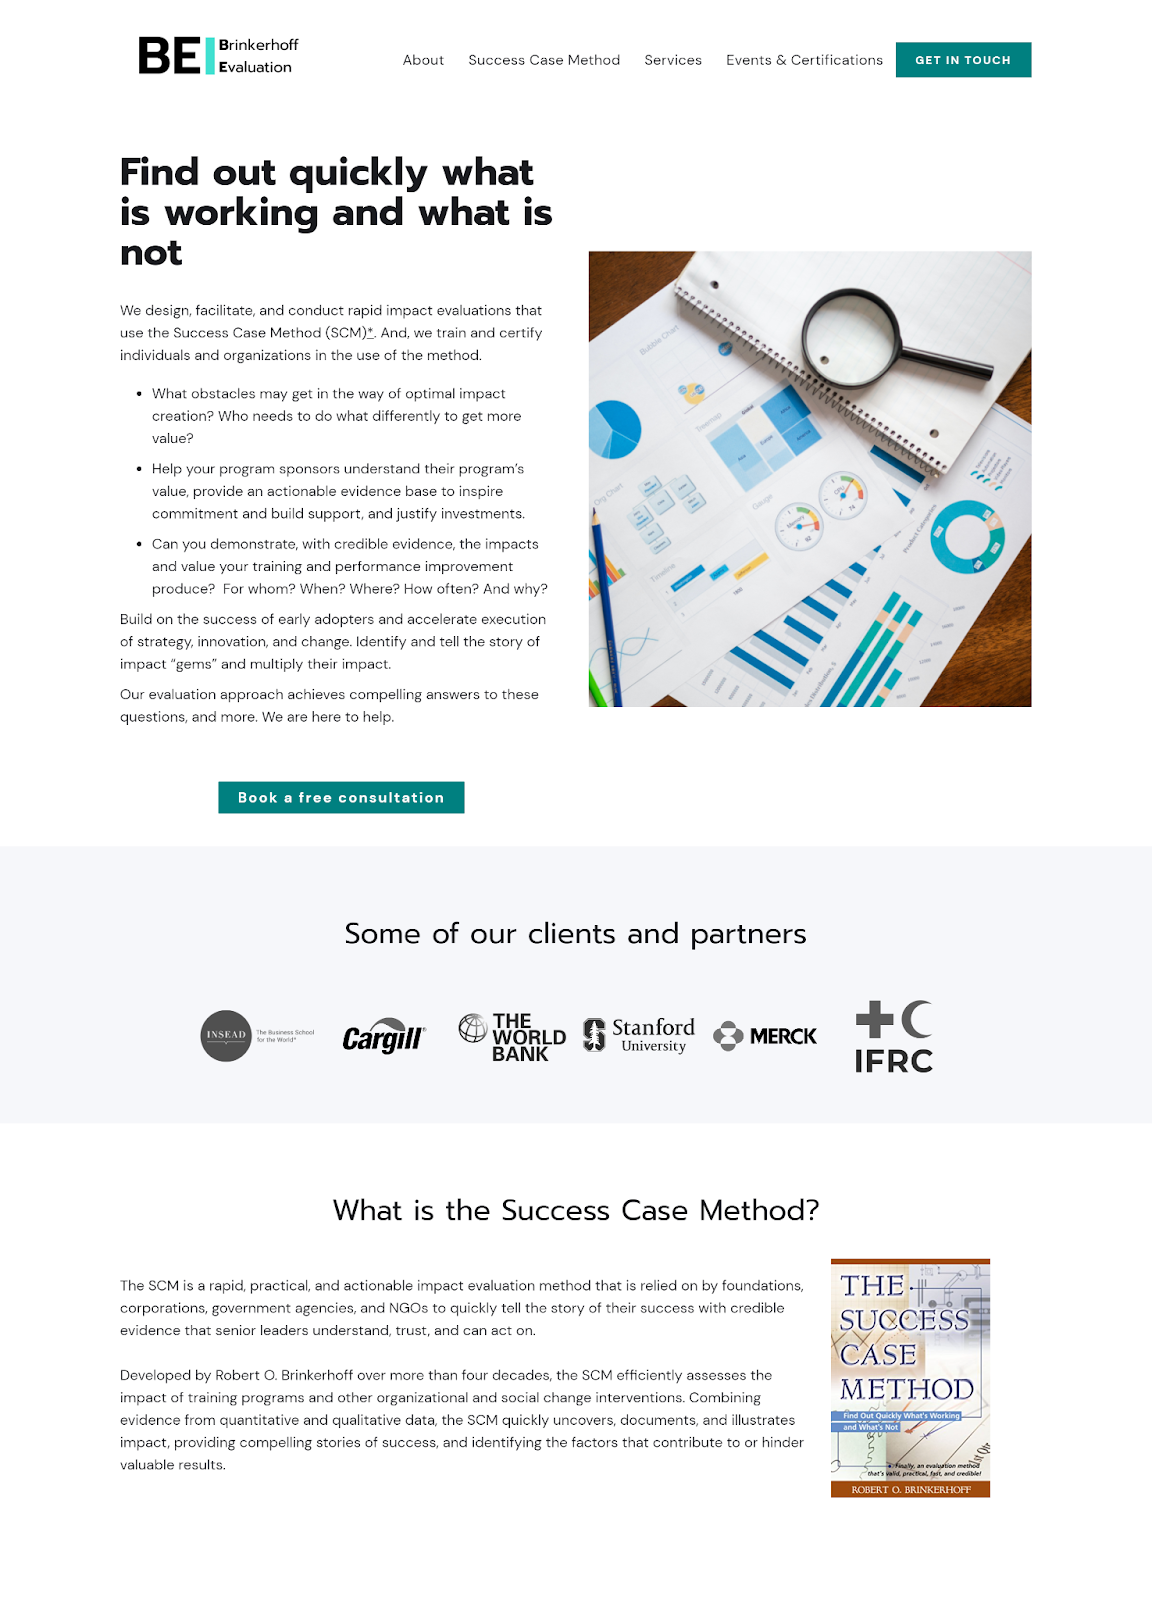 BE Brinkerhoff
Evaluation
About Success Case Method Services Events & Certifications GET IN TOUCH
Find out quickly what
is working and what is
not
We design, facilitate, and conduct rapid impact evaluations that
use the Success Case Method (SCM)*. And, we train and certify
individuals and organizations in the use of the method.
• What obstacles may get in the way of optimal impact
creation? Who needs to do what differently to get more
value?
• Help your program sponsors understand their program’s
value, provide an actionable evidence base to inspire
commitment and build support, and justify investments.
• Can you demonstrate, with credible evidence, the impacts
and value your training and performance improvement
produce? For whom? When? Where? How often? And why?
Build on the success of early adopters and accelerate execution
of strategy, innovation, and change. Identify and tell the story of
impact “gems” and multiply their impact.
Our evaluation approach achieves compelling answers to these
questions, and more. We are here to help.
Book a free consultation
Bubble Chart
Treemap
Global
Asia
Europe
Africa
America
Org Chart
Gauge
Memory
CPU
Timeline
Product Categories
Some of our clients and partners
INSEAD
The Business School
for the World®
Cargill®
THE
WORLD
BANK
Stanford
University
MERCK
IFRC
What is the Success Case Method?
The SCM is a rapid, practical, and actionable impact evaluation method that is relied on by foundations,
corporations, government agencies, and NGOs to quickly tell the story of their success with credible
evidence that senior leaders understand, trust, and can act on.
Developed by Robert O. Brinkerhoff over more than four decades, the SCM efficiently assesses the
impact of training programs and other organizational and social change interventions. Combining
evidence from quantitative and qualitative data, the SCM quickly uncovers, documents, and illustrates
impact, providing compelling stories of success, and identifying the factors that contribute to or hinder
valuable results.
THE
SUCCESS
CASE
METHOD
Find Out Quickly What's Working
and What's Not
Finally, an evaluation method
that's valid, practical, fast, and credible!
ROBERT O. BRINKERHOFF